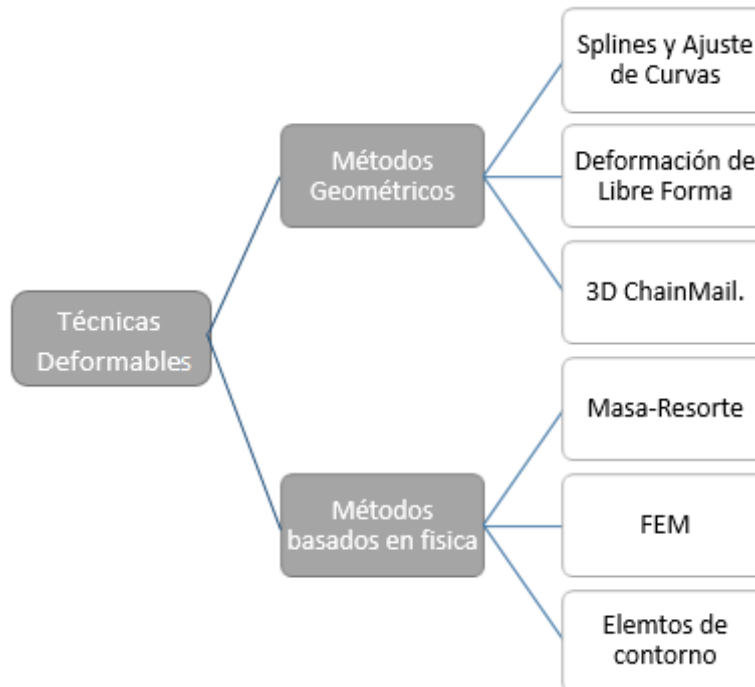 Técnicas
Deformables
Métodos
Geométricos
Splines y Ajuste
de Curvas
Deformación de
Libre Forma
3D ChainMail.
Métodos
basados en fisica
Masa-Resorte
FEM
Elemtos de
contorno